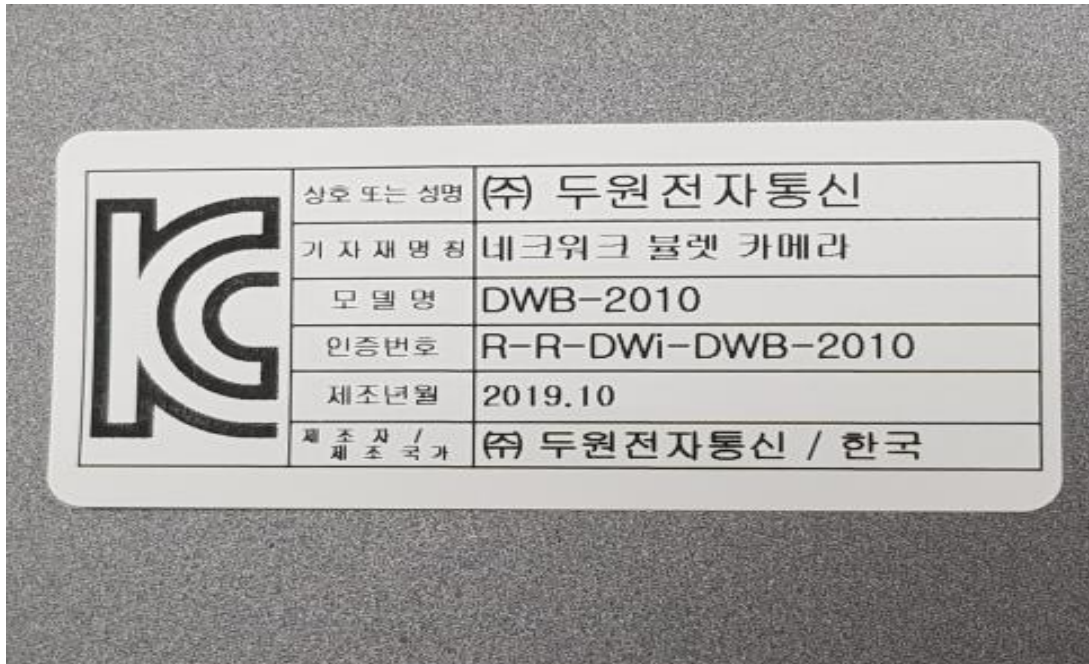 KC
상호 또는 성명 ㈜ 두원전자통신
기자재명칭 네크워크 뷸렛 카메라
모델명 DWB-2010
인증번호 R-R-DWi-DWB-2010
제조년월 2019.10
제조자 /
제조국가 ㈜ 두원전자통신 / 한국